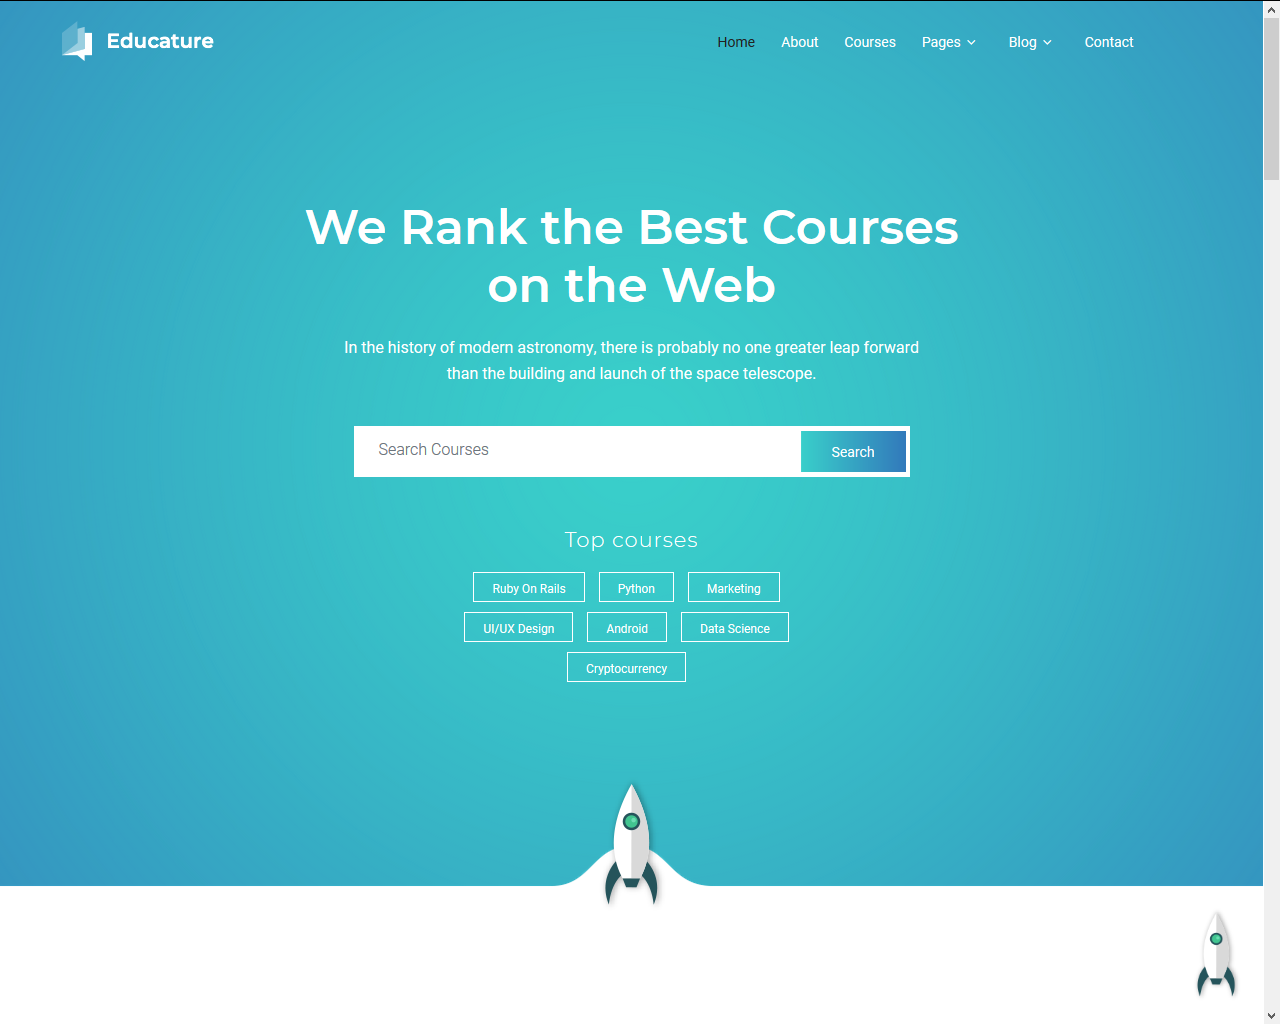 Educature
Home About Courses Pages Blog Contact
We Rank the Best Courses
on the Web
In the history of modern astronomy, there is probably no one greater leap forward
than the building and launch of the space telescope.
Search Courses Search
Top courses
Ruby On Rails Python Marketing
UI/UX Design Android Data Science
Cryptocurrency